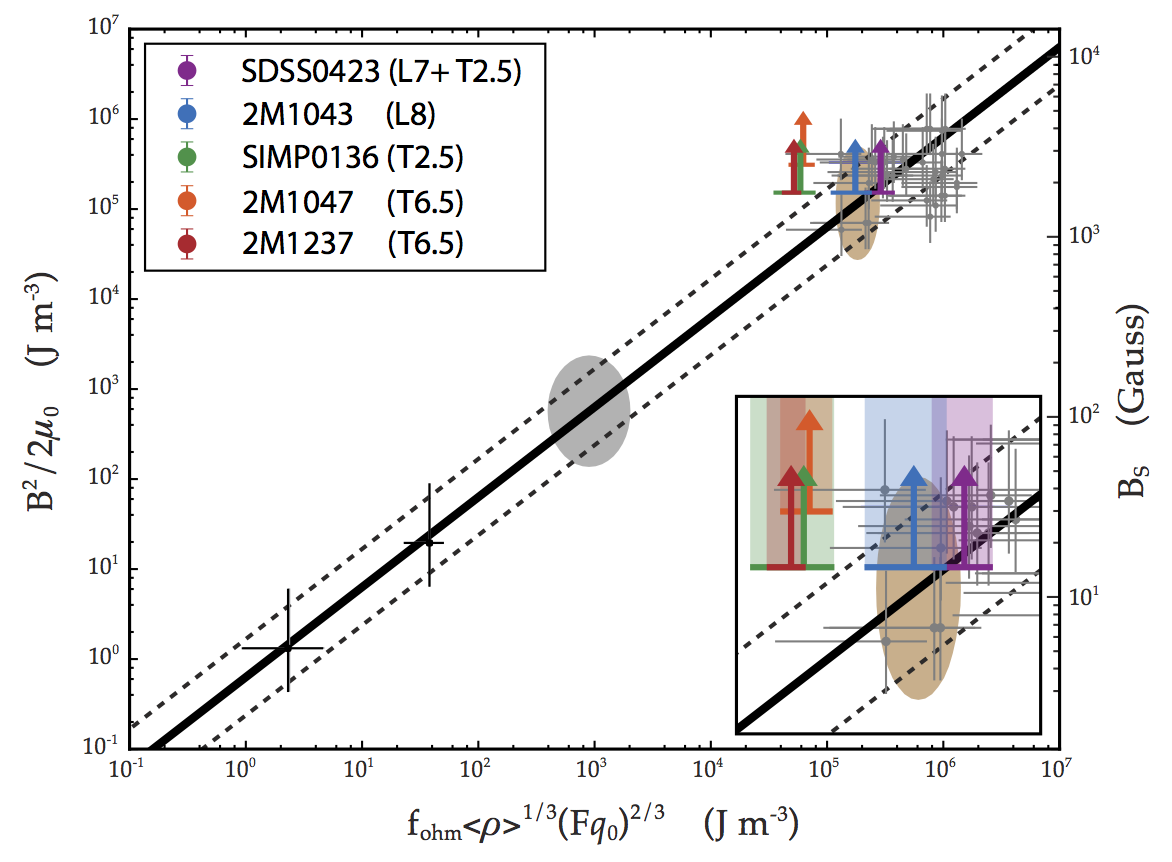 10^7
10^6
10^5
10^4
10^3
10^2
10^1
10^0
10^-1
B^2 / 2μ_0 (J m^-3)
SDSS0423 (L7+ T2.5)
2M1043 (L8)
SIMP0136 (T2.5)
2M1047 (T6.5)
2M1237 (T6.5)
10^4
10^3
10^2
10^1
B_S (Gauss)
10^-1 10^0 10^1 10^2 10^3 10^4 10^5 10^6 10^7
f_ohm<ρ>^1/3(Fq_0)^2/3 (J m^-3)